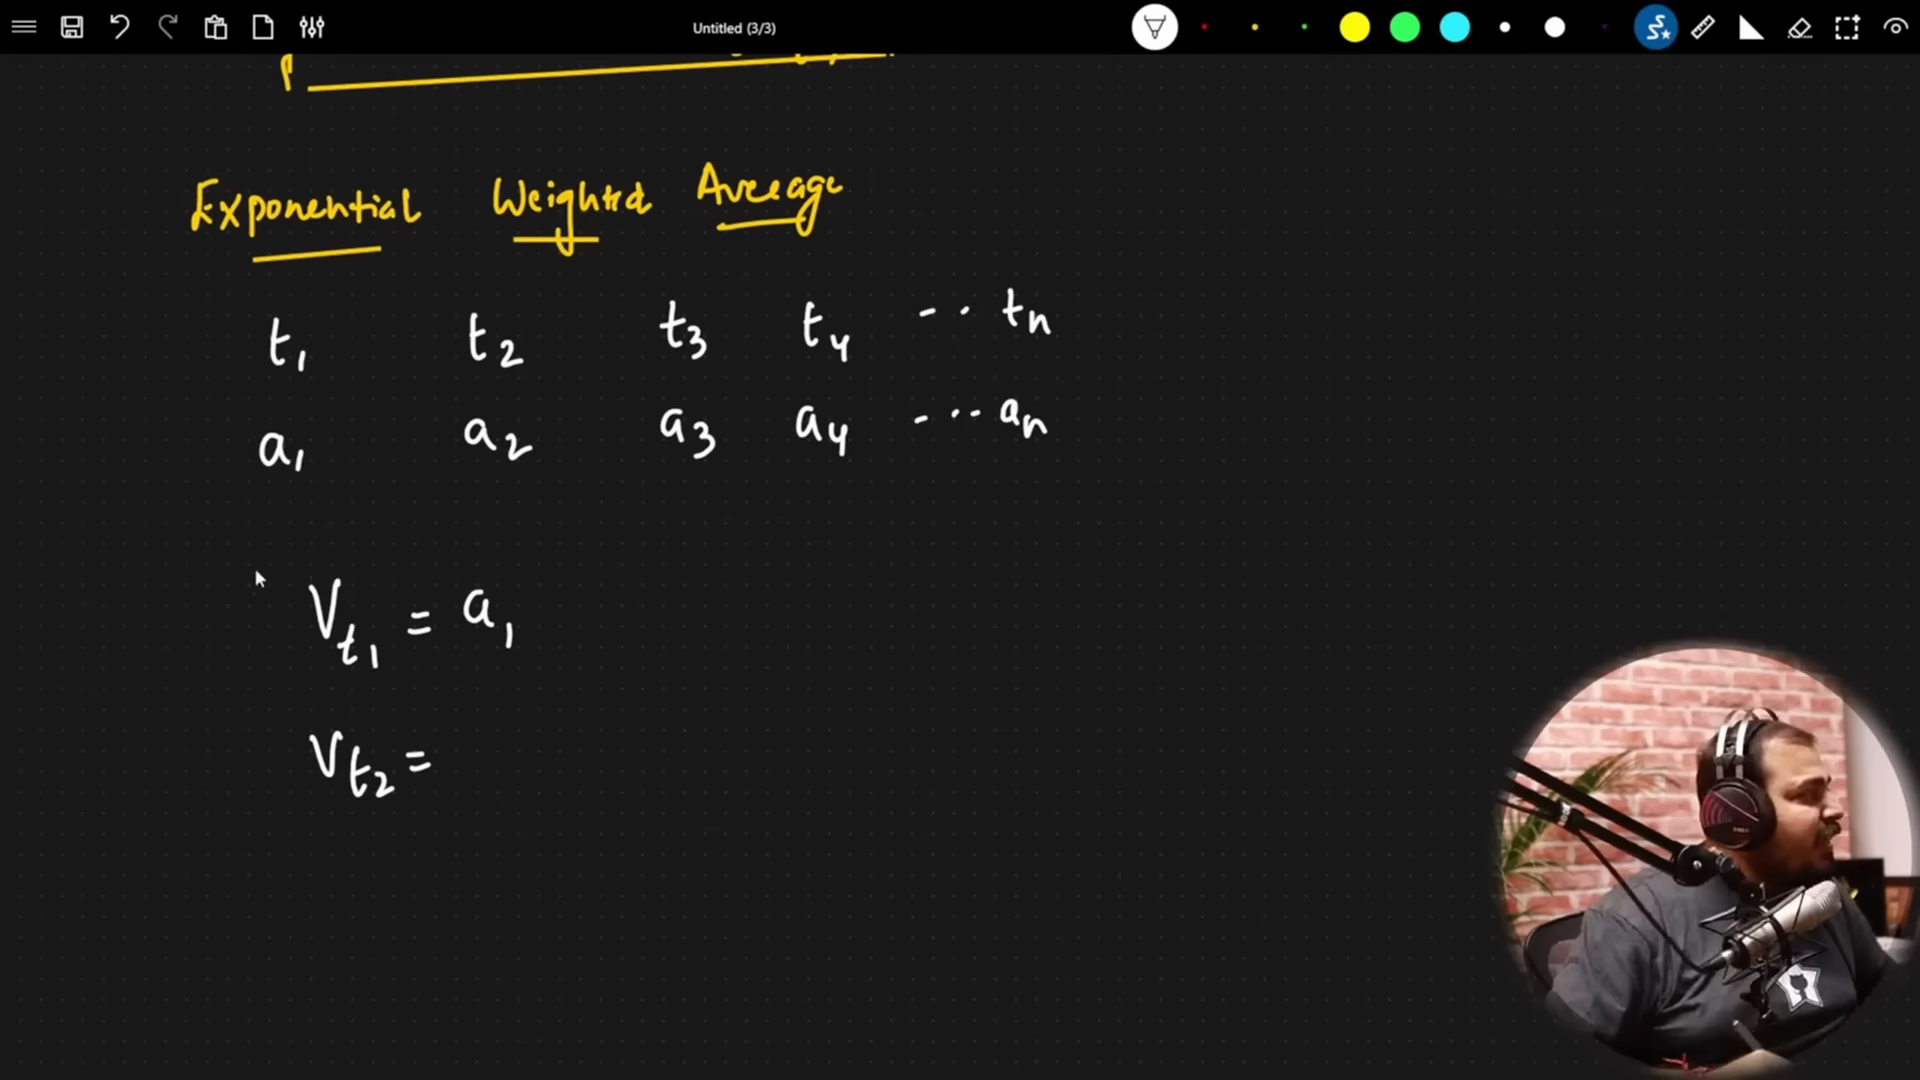 Untitled (3/3)
Exponential Weighted Average
t₁ t₂ t₃ t₄ -·· tₙ
a₁ a₂ a₃ a₄ -··- aₙ
Vt₁ = a₁
Vt₂ =